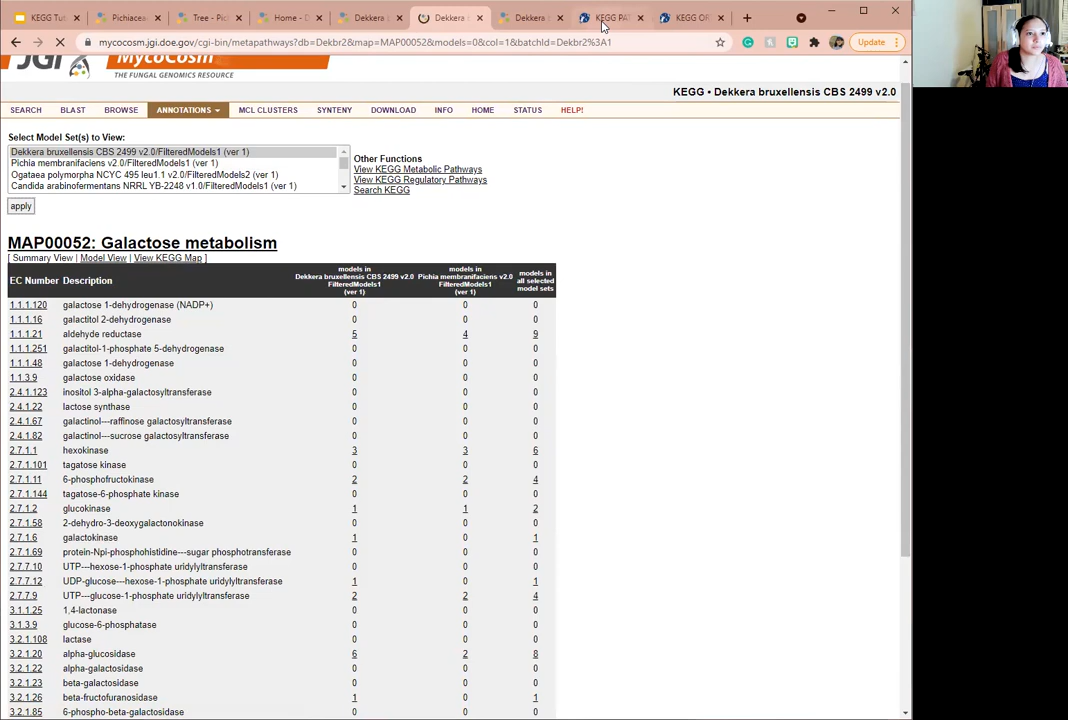 KEGG Tut
Pichiacea
Tree - Pic
Home - D
Dekkera b
Dekkera b
Dekkera b
KEGG PAT
KEGG OR
mycocosm.jgi.doe.gov/cgi-bin/metapathways?db=Dekbr2&map=MAP00052&models=0&col=1&batchId=Dekbr2%3A1
Update
JGI MycoCosm
THE FUNGAL GENOMICS RESOURCE
KEGG • Dekkera bruxellensis CBS 2499 v2.0
SEARCH BLAST BROWSE ANNOTATIONS MCL CLUSTERS SYNTENY DOWNLOAD INFO HOME STATUS HELP!
Select Model Set(s) to View:
Dekkera bruxellensis CBS 2499 v2.0/FilteredModels1 (ver 1)
Pichia membranifaciens v2.0/FilteredModels1 (ver 1)
Ogataea polymorpha NCYC 495 leu1.1 v2.0/FilteredModels2 (ver 1)
Candida arabinofermentans NRRL YB-2248 v1.0/FilteredModels1 (ver 1)
Other Functions
View KEGG Metabolic Pathways
View KEGG Regulatory Pathways
Search KEGG
apply
MAP00052: Galactose metabolism
[ Summary View | Model View | View KEGG Map ]
EC Number Description
models in
Dekkera bruxellensis CBS 2499 v2.0
FilteredModels1
(ver 1)
models in
Pichia membranifaciens v2.0
FilteredModels1
(ver 1)
models in
all selected
model sets
1.1.1.120 galactose 1-dehydrogenase (NADP+) 0 0 0
1.1.1.16 galactitol 2-dehydrogenase 0 0 0
1.1.1.21 aldehyde reductase 5 4 9
1.1.1.251 galactitol-1-phosphate 5-dehydrogenase 0 0 0
1.1.1.48 galactose 1-dehydrogenase 0 0 0
1.1.3.9 galactose oxidase 0 0 0
2.4.1.123 inositol 3-alpha-galactosyltransferase 0 0 0
2.4.1.22 lactose synthase 0 0 0
2.4.1.67 galactinol---raffinose galactosyltransferase 0 0 0
2.4.1.82 galactinol---sucrose galactosyltransferase 0 0 0
2.7.1.1 hexokinase 3 3 6
2.7.1.101 tagatose kinase 0 0 0
2.7.1.11 6-phosphofructokinase 2 2 4
2.7.1.144 tagatose-6-phosphate kinase 0 0 0
2.7.1.2 glucokinase 1 1 2
2.7.1.58 2-dehydro-3-deoxygalactonokinase 0 0 0
2.7.1.6 galactokinase 1 0 1
2.7.1.69 protein-Npi-phosphohistidine---sugar phosphotransferase 0 0 0
2.7.7.10 UTP---hexose-1-phosphate uridylyltransferase 0 0 0
2.7.7.12 UDP-glucose---hexose-1-phosphate uridylyltransferase 1 0 1
2.7.7.9 UTP---glucose-1-phosphate uridylyltransferase 2 2 4
3.1.1.25 1,4-lactonase 0 0 0
3.1.3.9 glucose-6-phosphatase 0 0 0
3.2.1.108 lactase 0 0 0
3.2.1.20 alpha-glucosidase 6 2 8
3.2.1.22 alpha-galactosidase 0 0 0
3.2.1.23 beta-galactosidase 0 0 0
3.2.1.26 beta-fructofuranosidase 1 0 1
3.2.1.85 6-phospho-beta-galactosidase 0 0 0